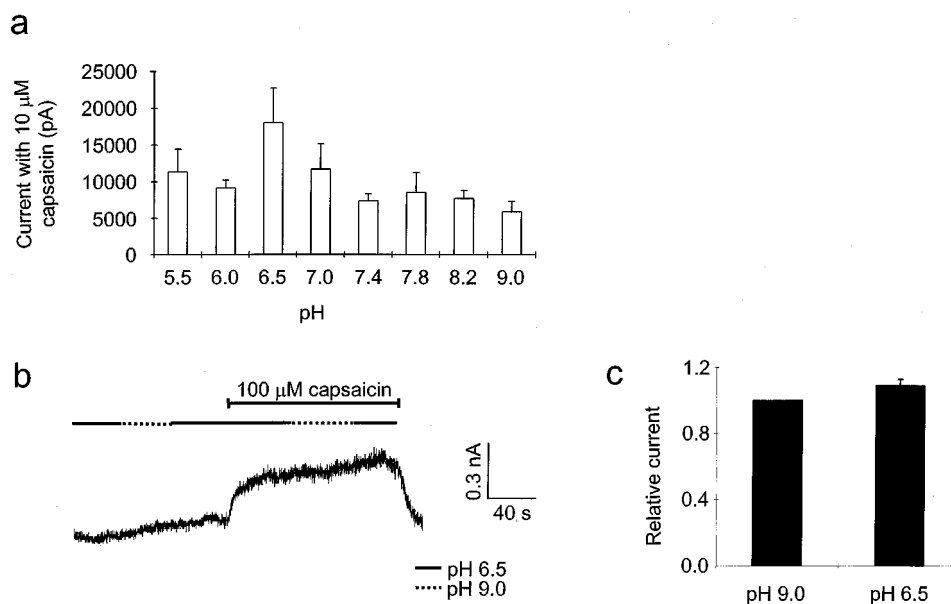 a
Current with 10 μM
capsaicin (pA)
25000
20000
15000
10000
5000
0
5.5 6.0 6.5 7.0 7.4 7.8 8.2 9.0
pH
b
100 μM capsaicin
0.3 nA
40 s
pH 6.5
pH 9.0
c
Relative current
1.2
0.8
0.4
0.0
pH 9.0 pH 6.5